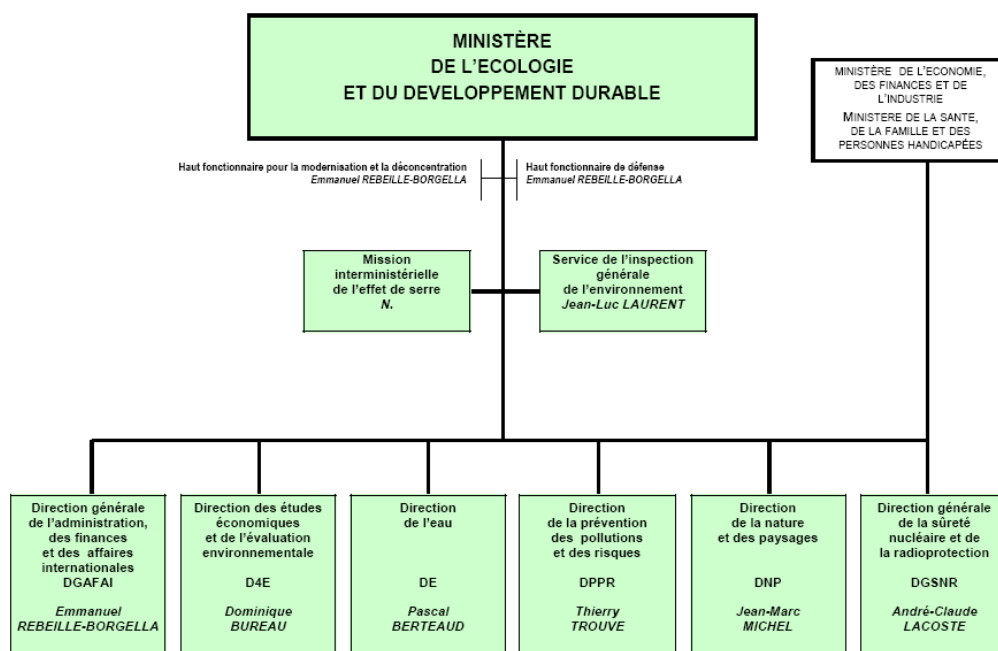 MINISTÈRE
DE L'ECOLOGIE
ET DU DEVELOPPEMENT DURABLE
MINISTÈRE DE L'ECONOMIE,
DES FINANCES ET DE
L'INDUSTRIE
MINISTERE DE LA SANTE,
DE LA FAMILLE ET DES
PERSONNES HANDICAPÉES
Haut fonctionnaire pour la modernisation et la déconcentration
Emmanuel REBEILLE-BORGELLA
Haut fonctionnaire de défense
Emmanuel REBEILLE-BORGELLA
Mission
interministérielle
de l'effet de serre
N.
Service de l'inspection
générale
de l'environnement
Jean-Luc LAURENT
Direction générale
de l'administration,
des finances
et des affaires
internationales
DGAFAI
Emmanuel
REBEILLE-BORGELLA
Direction des études
économiques
et de l'évaluation
environnementale
D4E
Dominique
BUREAU
Direction
de l'eau
DE
Pascal
BERTEAUD
Direction
de la prévention
des pollutions
et des risques
DPPR
Thierry
TROUVE
Direction
de la nature
et des paysages
DNP
Jean-Marc
MICHEL
Direction générale
de la sûreté
nucléaire et de
la radioprotection
DGSNR
André-Claude
LACOSTE